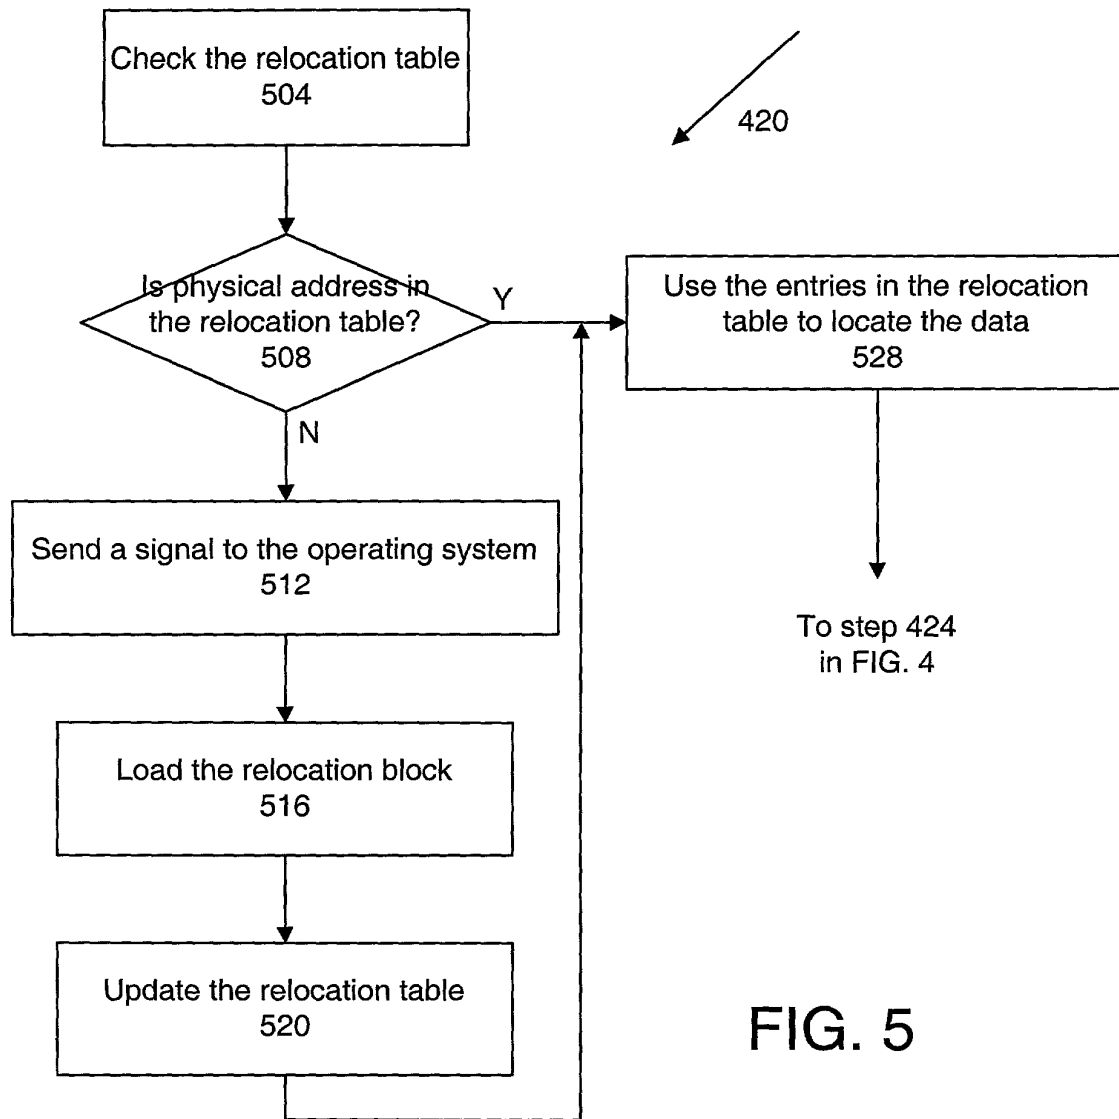 Check the relocation table
504
420
Is physical address in
the relocation table?
508
Y
N
Use the entries in the relocation
table to locate the data
528
Send a signal to the operating system
512
To step 424
in FIG. 4
Load the relocation block
516
Update the relocation table
520
FIG. 5